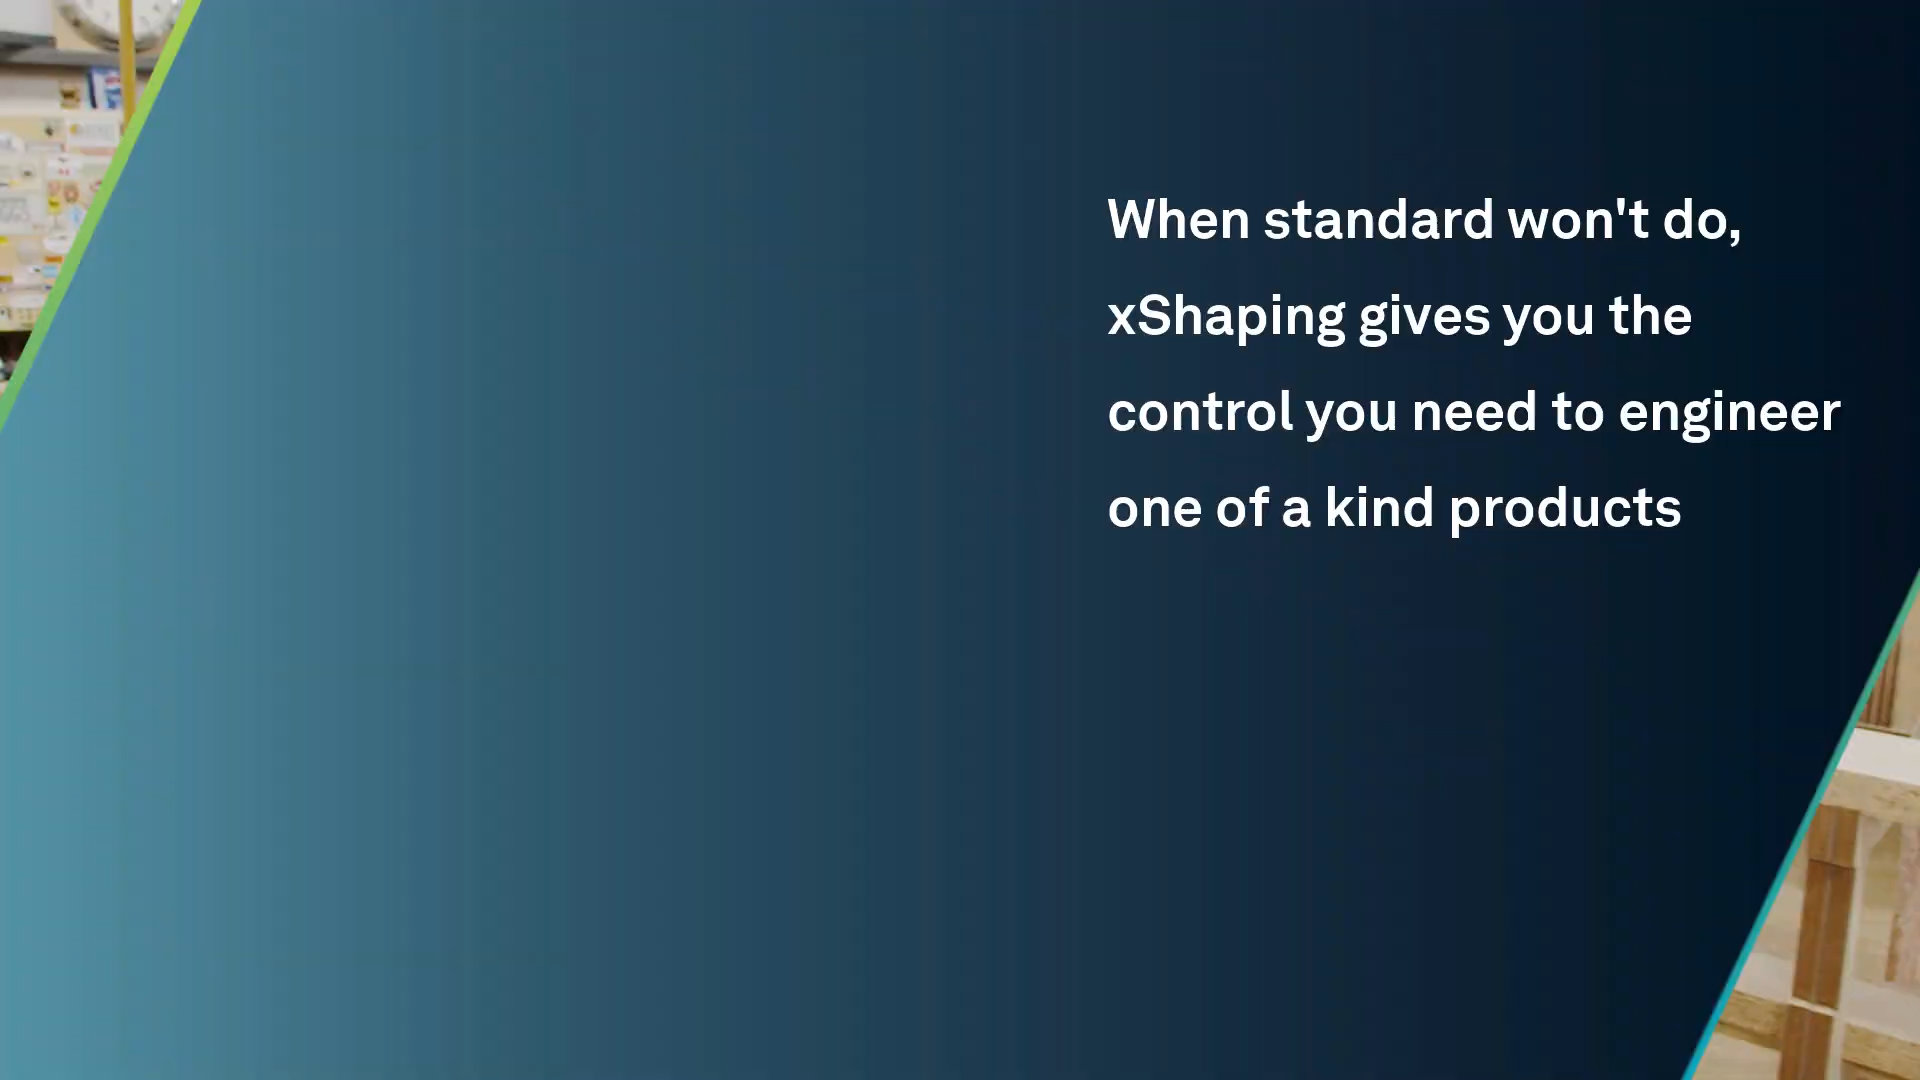 When standard won't do,
xShaping gives you the
control you need to engineer
one of a kind products